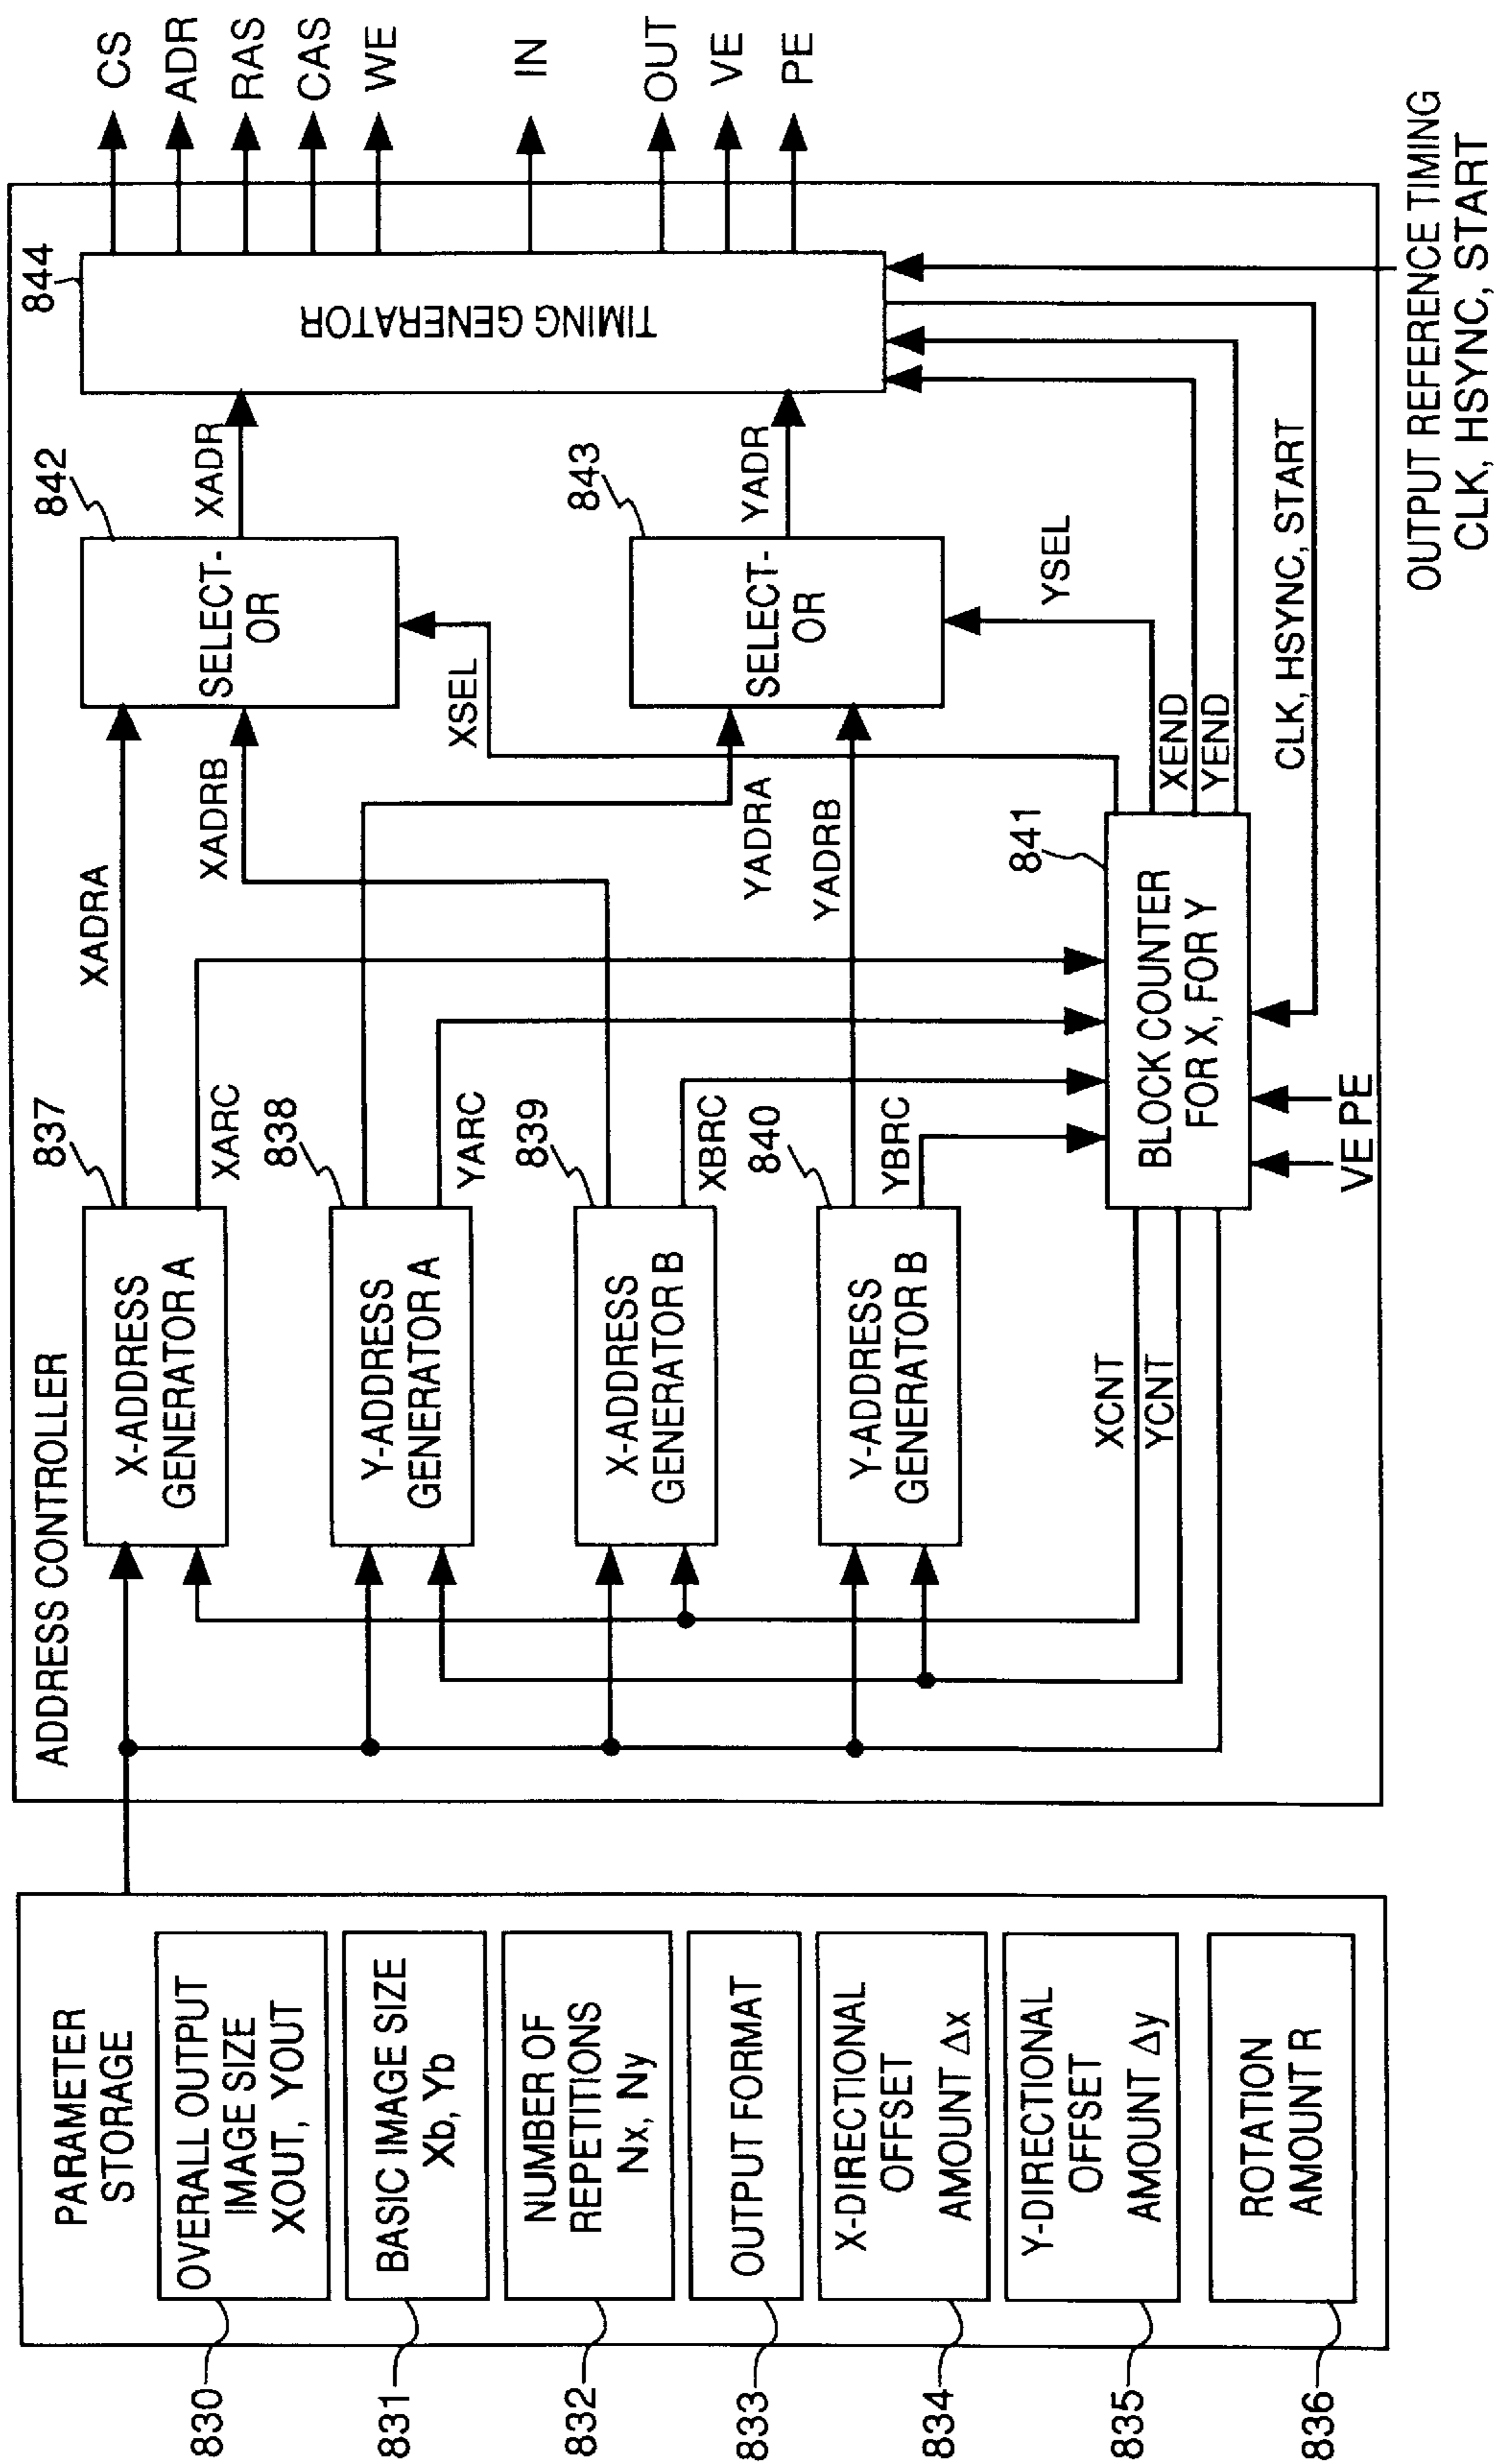 PARAMETER
STORAGE
OVERALL OUTPUT
IMAGE SIZE
XOUT, YOUT
BASIC IMAGE SIZE
Xb, Yb
NUMBER OF
REPETITIONS
Nx, Ny
OUTPUT FORMAT
X-DIRECTIONAL
OFFSET
AMOUNT Δx
Y-DIRECTIONAL
OFFSET
AMOUNT Δy
ROTATION
AMOUNT R
830
831
832
833
834
835
836
ADDRESS CONTROLLER
X-ADDRESS
GENERATOR A
837
XADRA
XARC
Y-ADDRESS
GENERATOR A
838
YARC
X-ADDRESS
GENERATOR B
839
XBRC
Y-ADDRESS
GENERATOR B
840
YBRC
XCNT
YCNT
XADRB
YADRA
YADRB
BLOCK COUNTER
FOR X, FOR Y
841
VE PE
SELECT-
OR
842
XADR
XSEL
SELECT-
OR
843
YADR
YSEL
XEND
YEND
CLK, HSYNC, START
TIMING GENERATOR
844
CS
ADR
RAS
CAS
WE
IN
OUT
VE
PE
OUTPUT REFERENCE TIMING
CLK, HSYNC, START